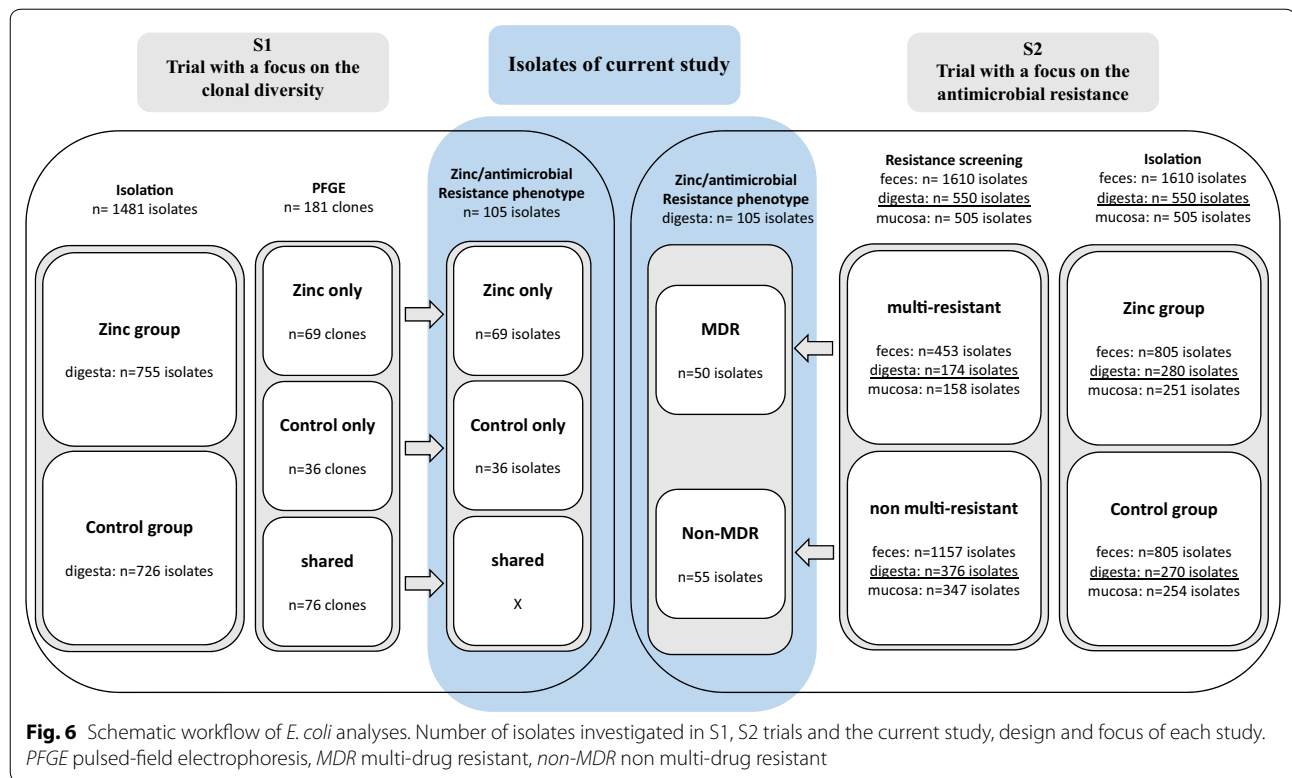 S1
Trial with a focus on the
clonal diversity
Isolates of current study
S2
Trial with a focus on the
antimicrobial resistance
Isolation
n= 1481 isolates
PFGE
n= 181 clones
Zinc/antimicrobial
Resistance phenotype
n= 105 isolates
Zinc/antimicrobial
Resistance phenotype
digesta: n= 105 isolates
Resistance screening
feces: n= 1610 isolates
digesta: n= 550 isolates
mucosa: n= 505 isolates
Isolation
feces: n= 1610 isolates
digesta: n= 550 isolates
mucosa: n= 505 isolates
Zinc group
digesta: n=755 isolates
Control group
digesta: n=726 isolates
Zinc only
n=69 clones
Control only
n=36 clones
shared
n=76 clones
Zinc only
n=69 isolates
Control only
n=36 isolates
shared
X
MDR
n=50 isolates
Non-MDR
n=55 isolates
multi-resistant
feces: n=453 isolates
digesta: n=174 isolates
mucosa: n=158 isolates
non multi-resistant
feces: n=1157 isolates
digesta: n=376 isolates
mucosa: n=347 isolates
Zinc group
feces: n=805 isolates
digesta: n=280 isolates
mucosa: n=251 isolates
Control group
feces: n=805 isolates
digesta: n=270 isolates
mucosa: n=254 isolates
Fig. 6 Schematic workflow of E. coli analyses. Number of isolates investigated in S1, S2 trials and the current study, design and focus of each study.
PFGE pulsed-field electrophoresis, MDR multi-drug resistant, non-MDR non multi-drug resistant